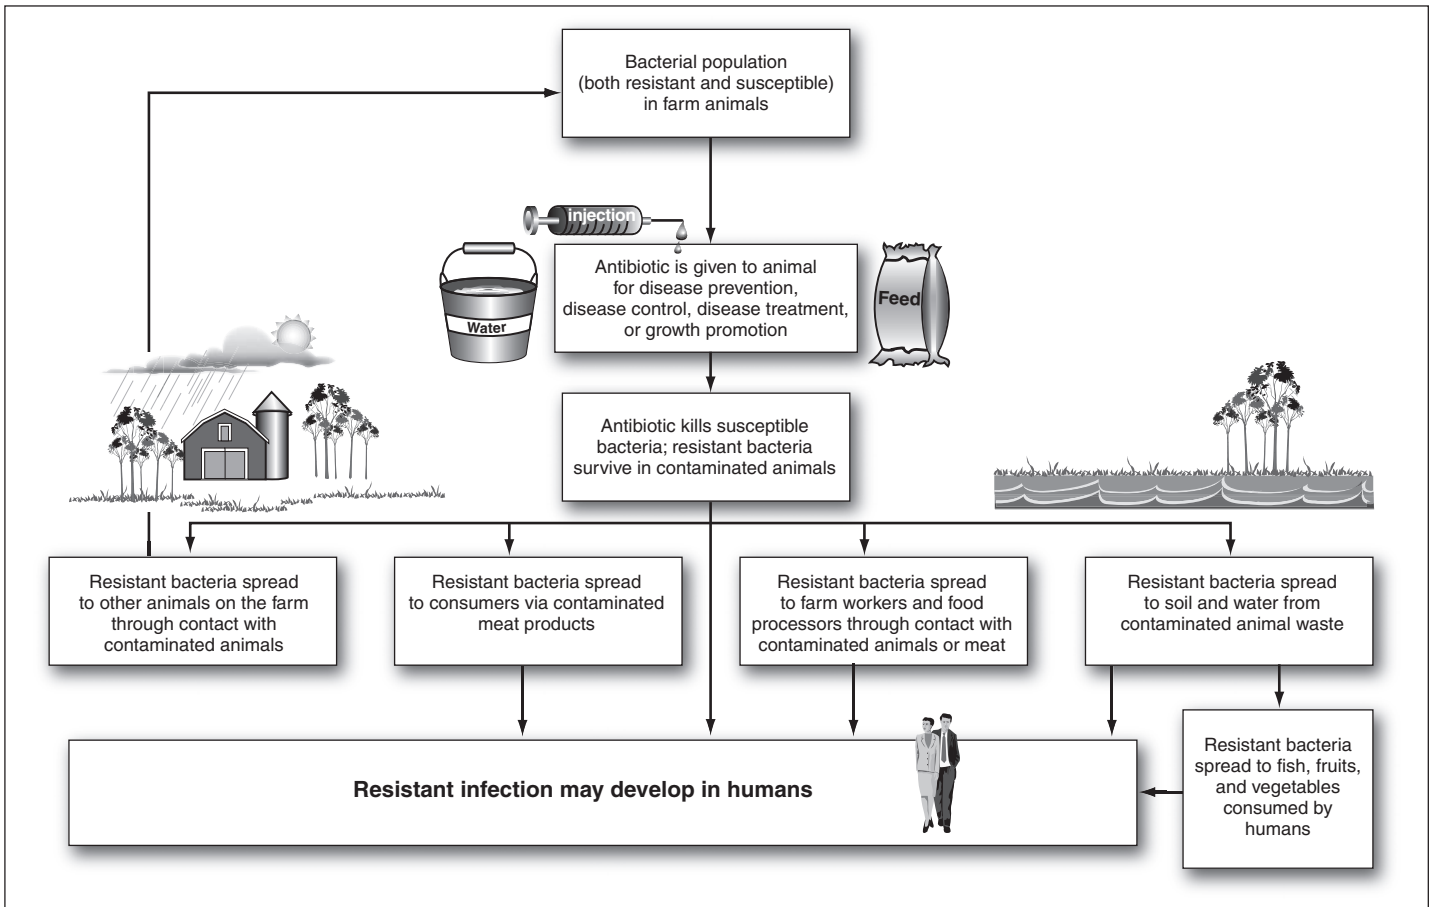 Bacterial population
(both resistant and susceptible)
in farm animals
injection
Water
Antibiotic is given to animal
for disease prevention,
disease control, disease treatment,
or growth promotion
Feed
Antibiotic kills susceptible
bacteria; resistant bacteria
survive in contaminated animals
Resistant bacteria spread
to other animals on the farm
through contact with
contaminated animals
Resistant bacteria spread
to consumers via contaminated
meat products
Resistant bacteria spread
to farm workers and food
processors through contact with
contaminated animals or meat
Resistant bacteria spread
to soil and water from
contaminated animal waste
Resistant infection may develop in humans
Resistant bacteria
spread to fish, fruits,
and vegetables
consumed by
humans